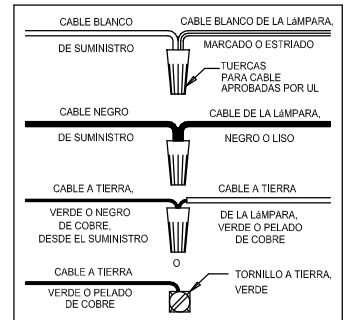 CABLE BLANCO
CABLE BLANCO DE LA LáMPARA,
DE SUMINISTRO
MARCADO O ESTRIADO
TUERCAS
PARA CABLE
APROBADAS POR UL
CABLE NEGRO
CABLE DE LA LáMPARA,
DE SUMINISTRO
NEGRO O LISO
CABLE A TIERRA,
CABLE A TIERRA
VERDE O NEGRO
DE COBRE,
DESDE EL SUMINISTRO
DE LA LáMPARA,
VERDE O PELADO
DE COBRE
O
CABLE A TIERRA
VERDE O PELADO
DE COBRE
TORNILLO A TIERRA,
VERDE